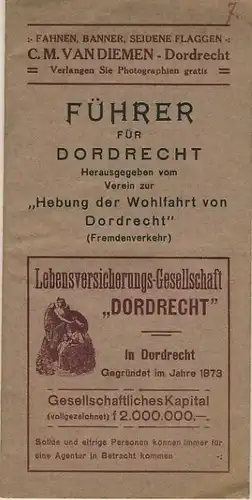 7.
:- FAHNEN, BANNER, SEIDENE FLAGGEN -:
C. M. VAN DIEMEN - Dordrecht
Verlangen Sie Photographien gratis
FÜHRER
FÜR
DORDRECHT
Herausgegeben vom
Verein zur
„Hebung der Wohlfahrt von
Dordrecht"
(Fremdenverkehr)
Lebensversicherungs-Gesellschaft
„DORDRECHT"
In Dordrecht
Gegründet im Jahre 1873
Gesellschaftliches Kapital
(vollgezeichnet) f 2.000.000.—.
Solide und eifrige Personen können immer für
eine Agentur in Betracht kommen -: